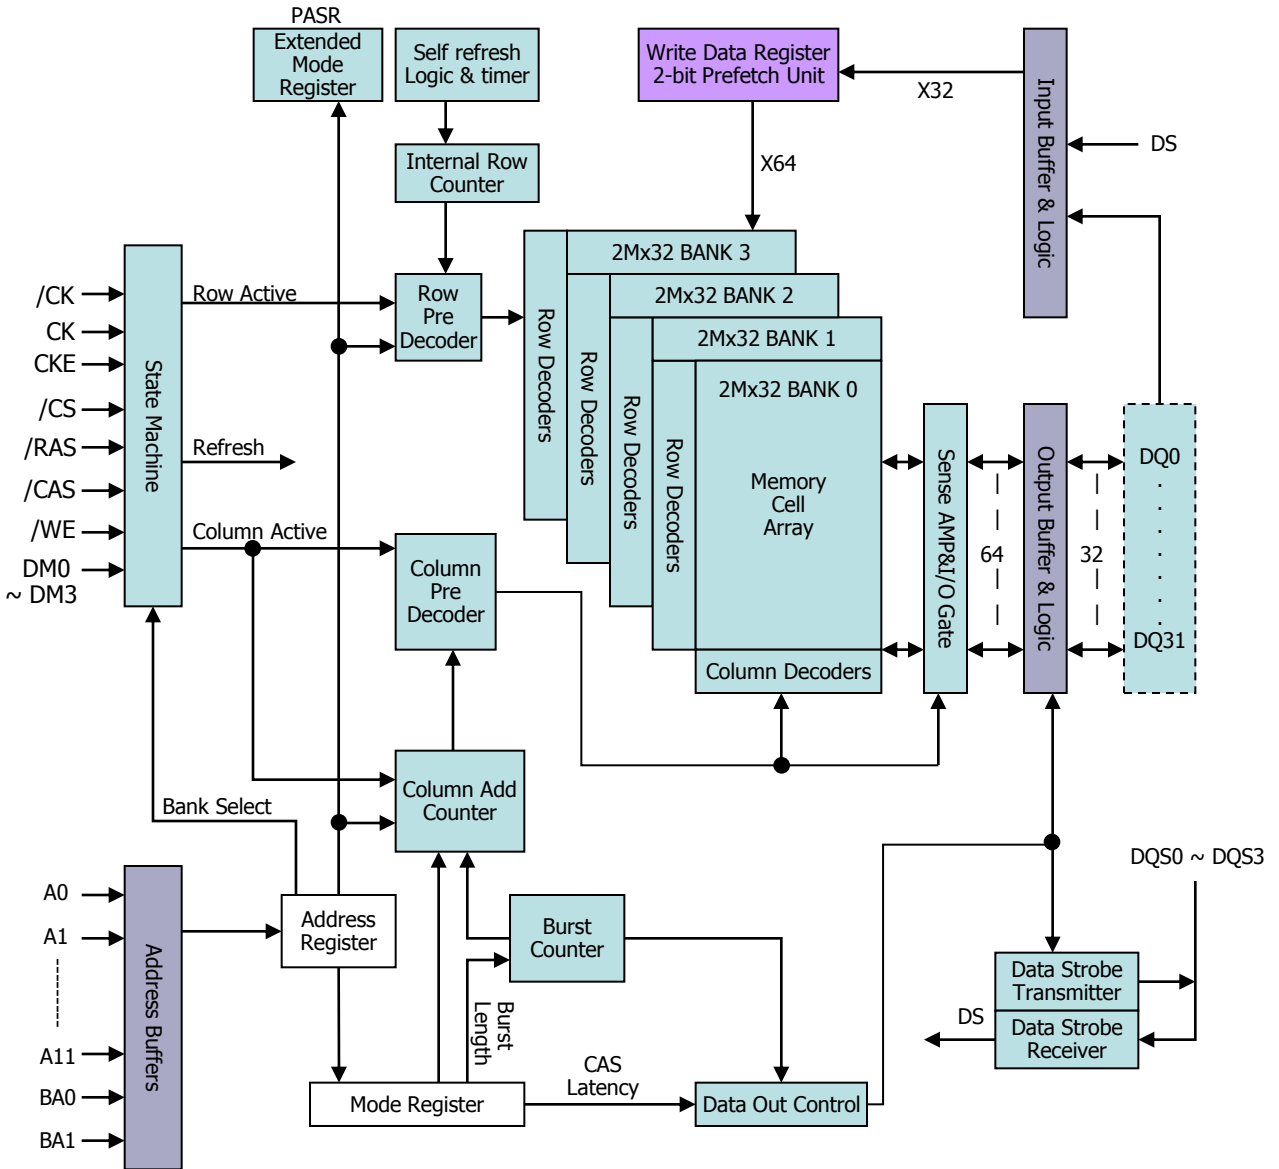 PASR
Extended
Mode
Register
Self refresh
Logic & timer
Write Data Register
2-bit Prefetch Unit
X32
Input Buffer & Logic
DS
Internal Row
Counter
X64
/CK
CK
CKE
/CS
/RAS
/CAS
/WE
DM0
~ DM3
State Machine
Row Active
Refresh
Column Active
Row
Pre
Decoder
Row Decoders
Row Decoders
Row Decoders
Row Decoders
2Mx32 BANK 3
2Mx32 BANK 2
2Mx32 BANK 1
2Mx32 BANK 0
Memory
Cell
Array
Column Decoders
Sense AMP&I/O Gate
64
Output Buffer & Logic
32
DQ0
DQ31
Column
Pre
Decoder
Column Add
Counter
Bank Select
A0
A1
A11
BA0
BA1
Address Buffers
Address
Register
Burst
Counter
Burst
Length
Mode Register
CAS
Latency
Data Out Control
DQS0 ~ DQS3
Data Strobe
Transmitter
DS
Data Strobe
Receiver